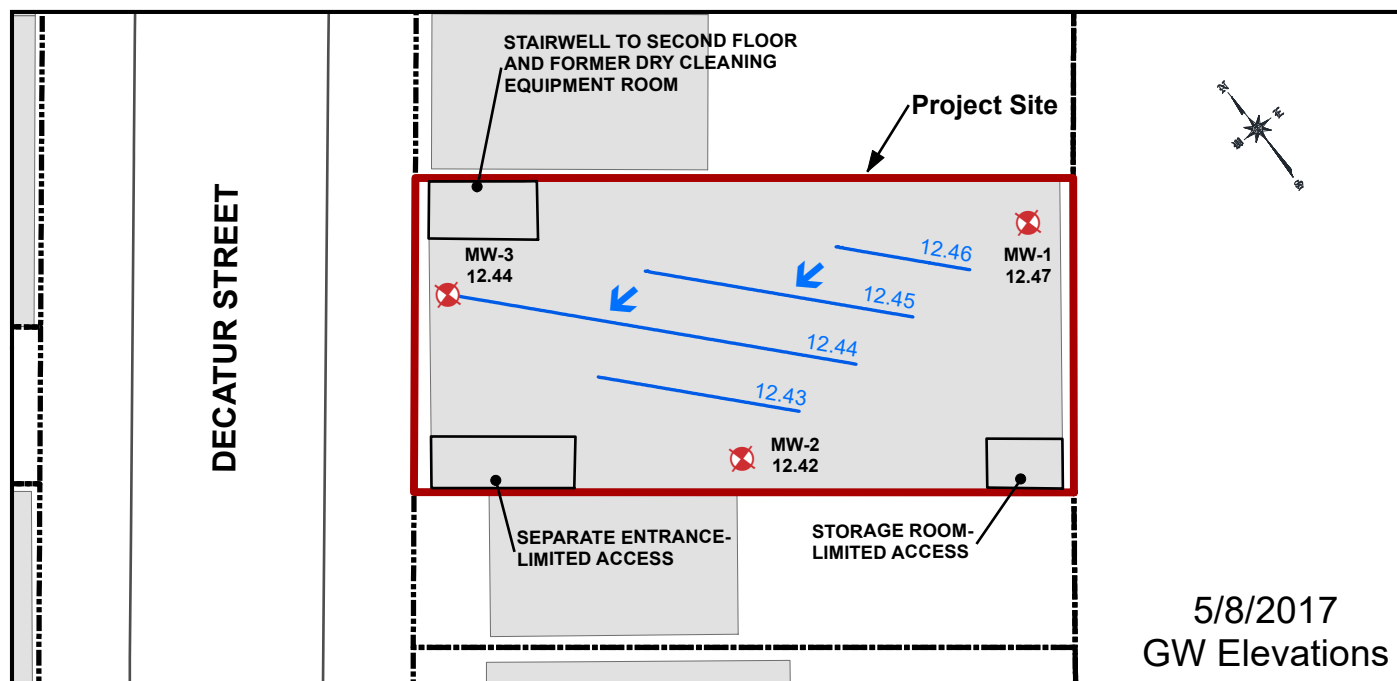 STAIRWELL TO SECOND FLOOR
AND FORMER DRY CLEANING
EQUIPMENT ROOM
Project Site
N
E
W
S
DECATUR STREET
MW-3
12.44
MW-1
12.47
12.46
12.45
12.44
12.43
MW-2
12.42
SEPARATE ENTRANCE-
LIMITED ACCESS
STORAGE ROOM-
LIMITED ACCESS
5/8/2017
GW Elevations